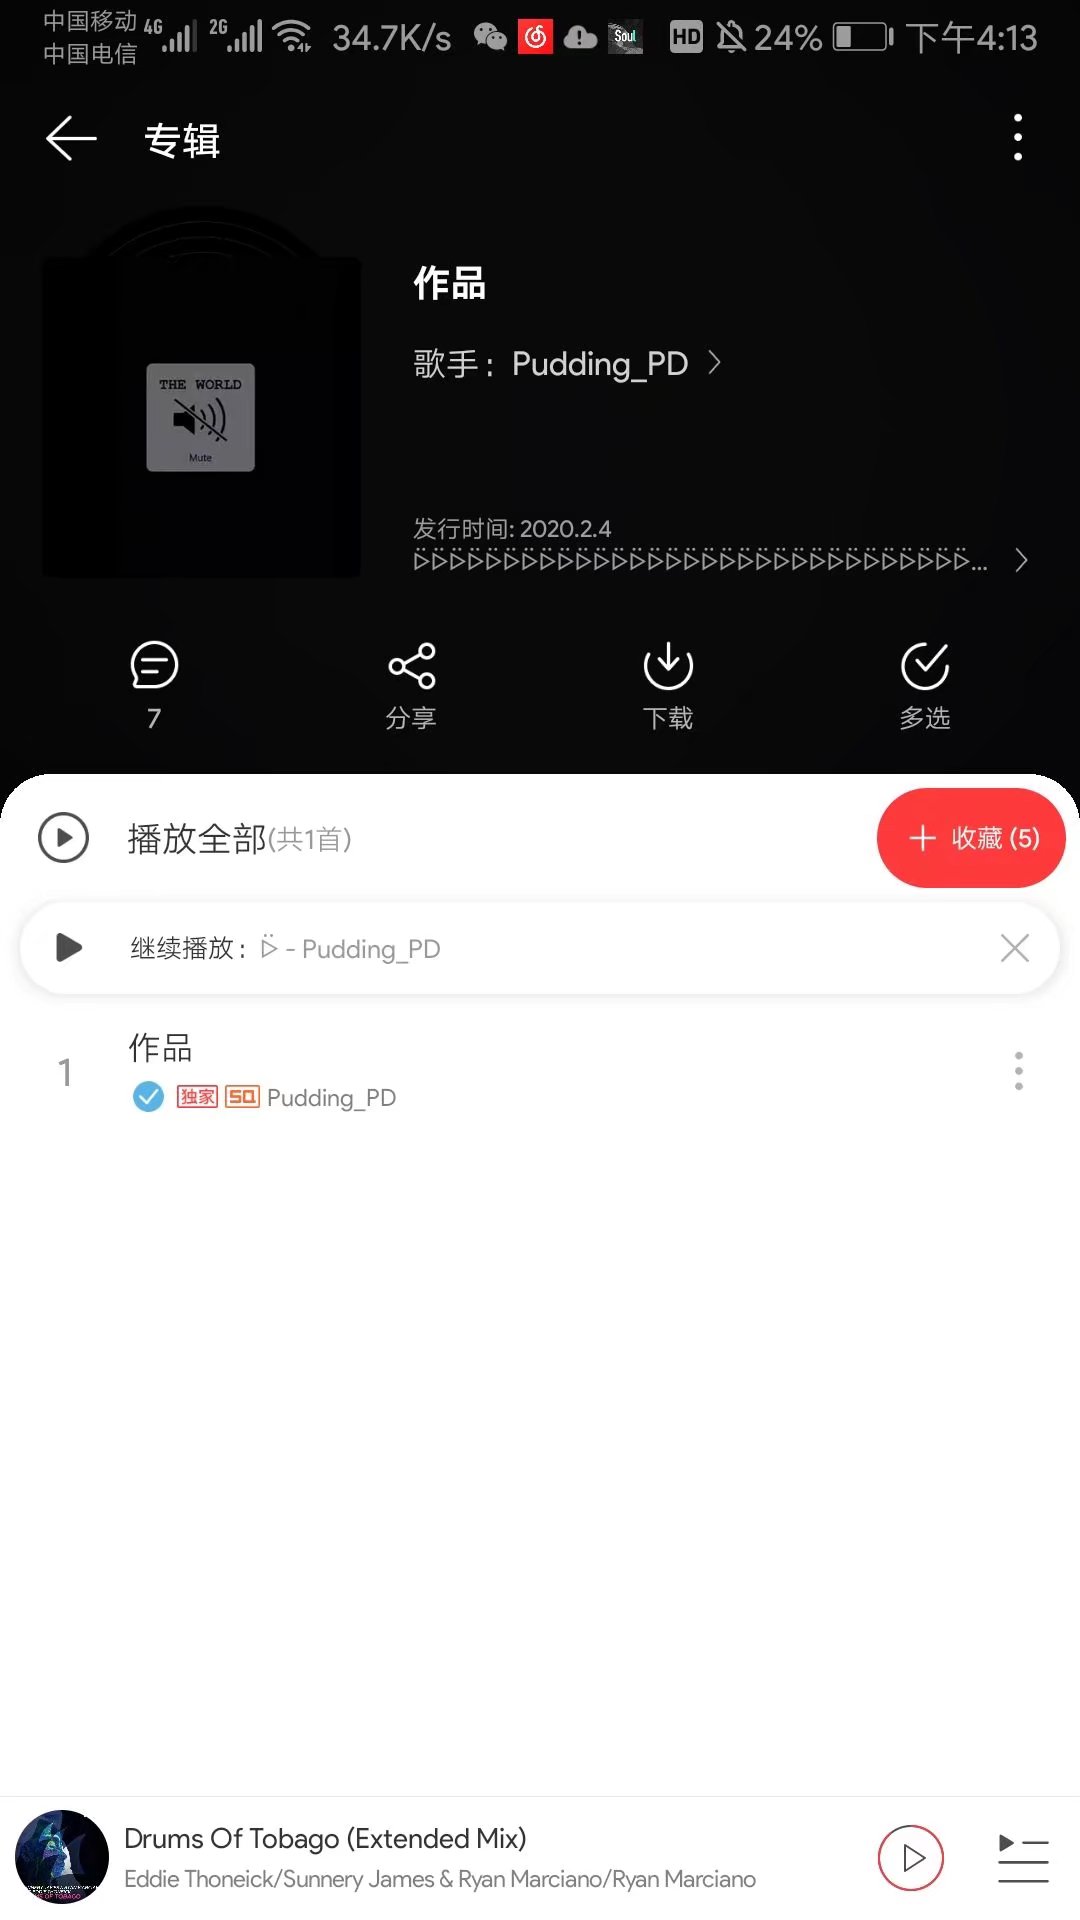 中国移动 4G 2G 34.7K/s Soul HD 24% 下午4:13
中国电信
专辑
THE WORLD
Mute
作品
歌手： Pudding_PD
发行时间: 2020.2.4
7
分享
下载
多选
播放全部(共1首)
+ 收藏 (5)
继续播放： ᐅ̈ - Pudding_PD
1
作品
独家 SQ Pudding_PD
Drums Of Tobago (Extended Mix)
Eddie Thoneick/Sunnery James & Ryan Marciano/Ryan Marciano